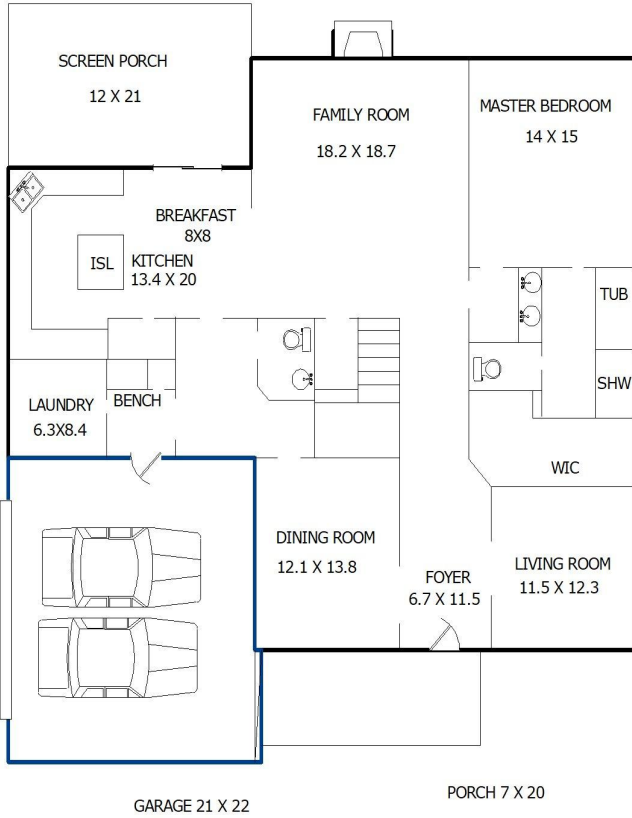 SCREEN PORCH
12 X 21
FAMILY ROOM
18.2 X 18.7
MASTER BEDROOM
14 X 15
BREAKFAST
8X8
ISL
KITCHEN
13.4 X 20
TUB
SHW
LAUNDRY
6.3X8.4
BENCH
WIC
DINING ROOM
12.1 X 13.8
FOYER
6.7 X 11.5
LIVING ROOM
11.5 X 12.3
PORCH 7 X 20
GARAGE 21 X 22